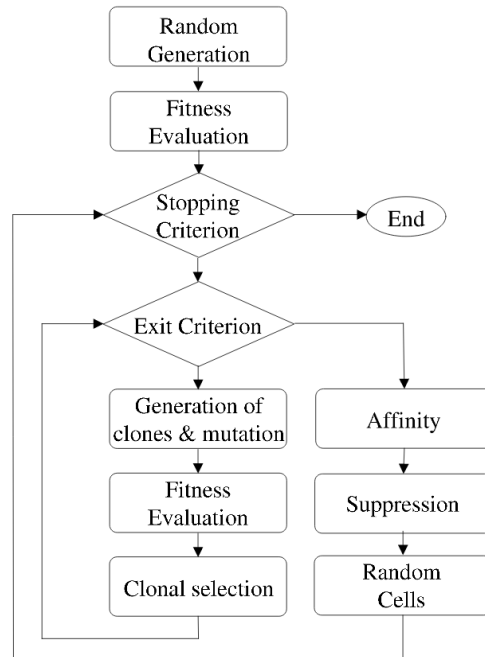 Random
Generation
Fitness
Evaluation
Stopping
Criterion
End
Exit Criterion
Generation of
clones & mutation
Affinity
Fitness
Evaluation
Suppression
Clonal selection
Random
Cells